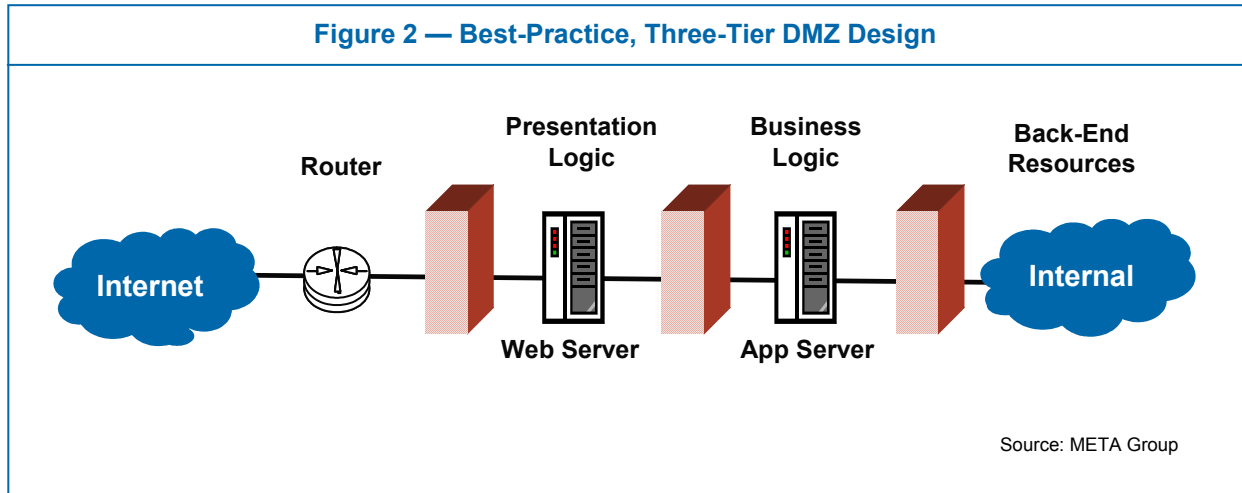 Figure 2 — Best-Practice, Three-Tier DMZ Design
Presentation
Logic
Business
Logic
Back-End
Resources
Router
Internet
Internal
Web Server
App Server
Source: META Group